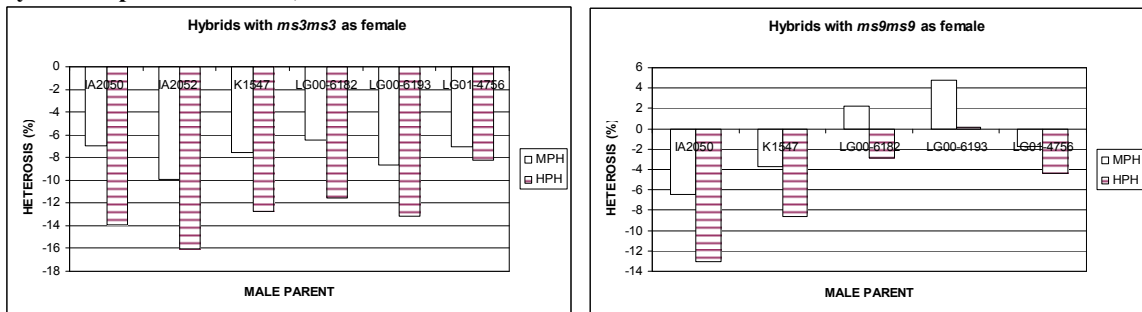 Hybrids with ms3ms3 as female
0
-2
-4
-6
-8
-10
-12
-14
-16
-18
HETEROSIS (%)
IA2050 IA2052 K1547 LG00-6182 LG00-6193 LG01-4756
MALE PARENT
MPH
HPH
Hybrids with ms9ms9 as female
6
4
2
0
-2
-4
-6
-8
-10
-12
-14
HETEROSIS (%)
IA2050 K1547 LG00-6182 LG00-6193 LG01-4756
MALE PARENT
MPH
HPH